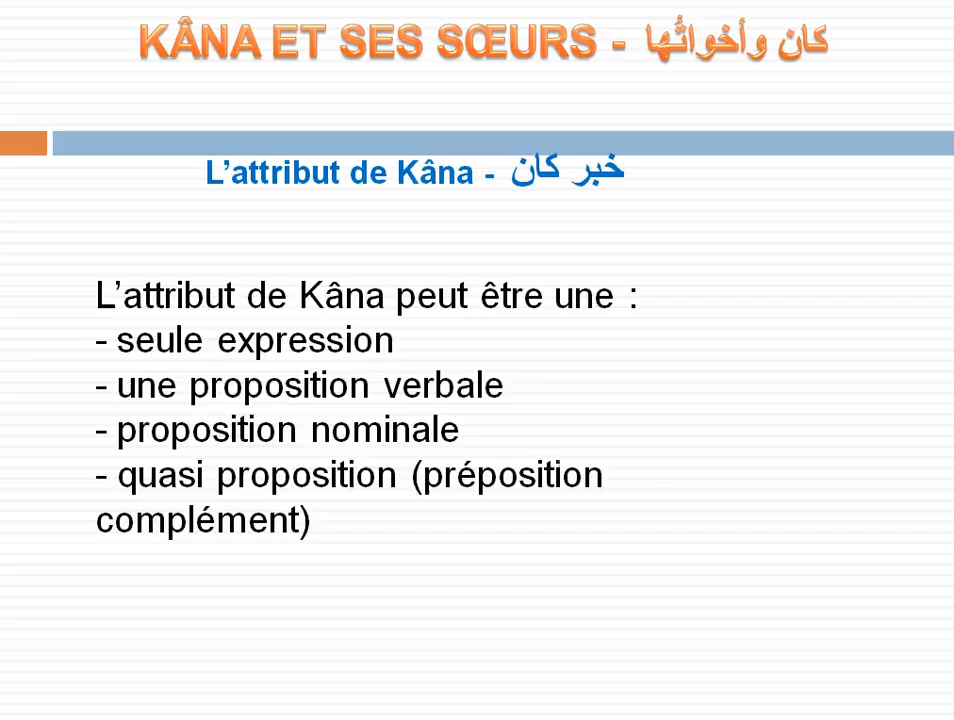 KÂNA ET SES SŒURS - كان وأخواتُها
L’attribut de Kâna - خبر كان
L’attribut de Kâna peut être une :
- seule expression
- une proposition verbale
- proposition nominale
- quasi proposition (préposition
complément)